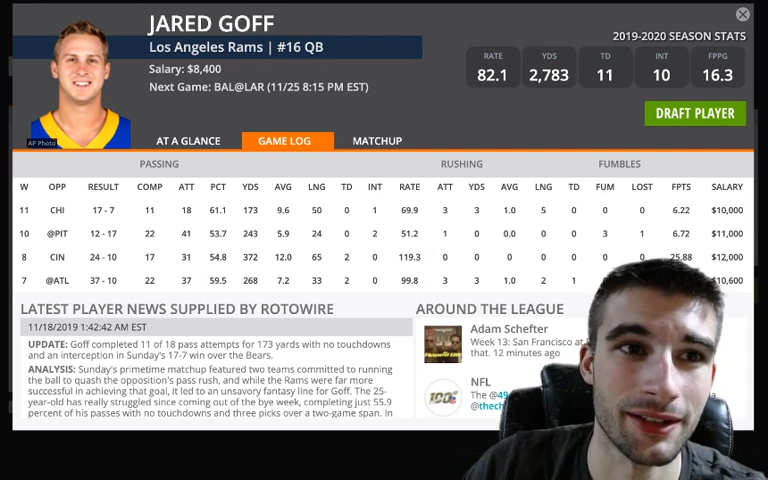 JARED GOFF
Los Angeles Rams | #16 QB
Salary: $8,400
Next Game: BAL@LAR (11/25 8:15 PM EST)
AP Photo
2019-2020 SEASON STATS
RATE YDS TD INT FPPG
82.1 2,783 11 10 16.3
DRAFT PLAYER
AT A GLANCE GAME LOG MATCHUP
PASSING RUSHING FUMBLES
W OPP RESULT COMP ATT PCT YDS AVG LNG TD INT RATE ATT YDS AVG LNG TD FUM LOST FPTS SALARY
11 CHI 17 - 7 11 18 61.1 173 9.6 50 0 1 69.9 3 3 1.0 5 0 0 0 6.22 $10,000
10 @PIT 12 - 17 22 41 53.7 243 5.9 24 0 2 51.2 1 0 0.0 0 0 3 1 6.72 $11,000
8 CIN 24 - 10 17 31 54.8 372 12.0 65 2 0 119.3 0 0 0 0 0 0 25.88 $12,000
7 @ATL 37 - 10 22 37 59.5 268 7.2 33 2 0 99.8 3 3 1.0 2 1 $10,600
LATEST PLAYER NEWS SUPPLIED BY ROTOWIRE
11/18/2019 1:42:42 AM EST
UPDATE: Goff completed 11 of 18 pass attempts for 173 yards with no touchdowns
and an interception in Sunday's 17-7 win over the Bears.
ANALYSIS: Sunday's primetime matchup featured two teams committed to running
the ball to quash the opposition's pass rush, and while the Rams were far more
successful in achieving that goal, it led to an unsavory fantasy line for Goff. The 25-
year-old has really struggled since coming out of the bye week, completing just 55.9
percent of his passes with no touchdowns and three picks over a two-game span. In
AROUND THE LEAGUE
Adam Schefter
Week 13: San Francisco at
that. 12 minutes ago
NFL
The @49
@thech
100